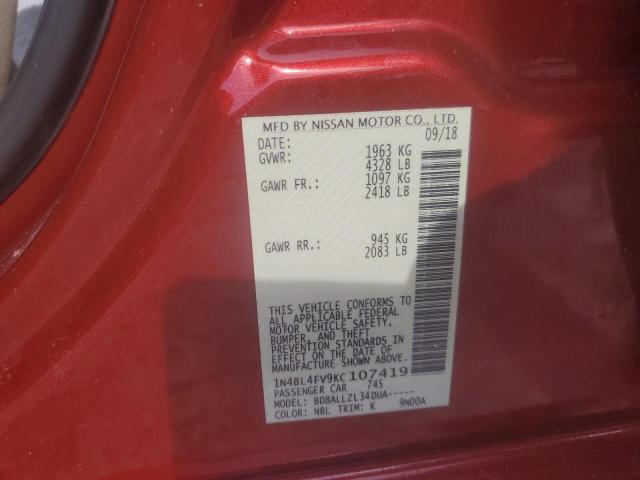 MFD BY NISSAN MOTOR CO., LTD.
DATE: 09/18
GVWR: 1963 KG
4328 LB
GAWR FR.: 1097 KG
2418 LB
GAWR RR.: 945 KG
2083 LB
THIS VEHICLE CONFORMS TO
ALL APPLICABLE FEDERAL
MOTOR VEHICLE SAFETY,
BUMPER, AND THEFT
PREVENTION STANDARDS IN
EFFECT ON THE DATE OF
MANUFACTURE SHOWN ABOVE.
1N4BL4FV9KC107419
PASSENGER CAR 745
MODEL: BDBALLZL34DUA-----
COLOR: NBL TRIM: K 9N00A